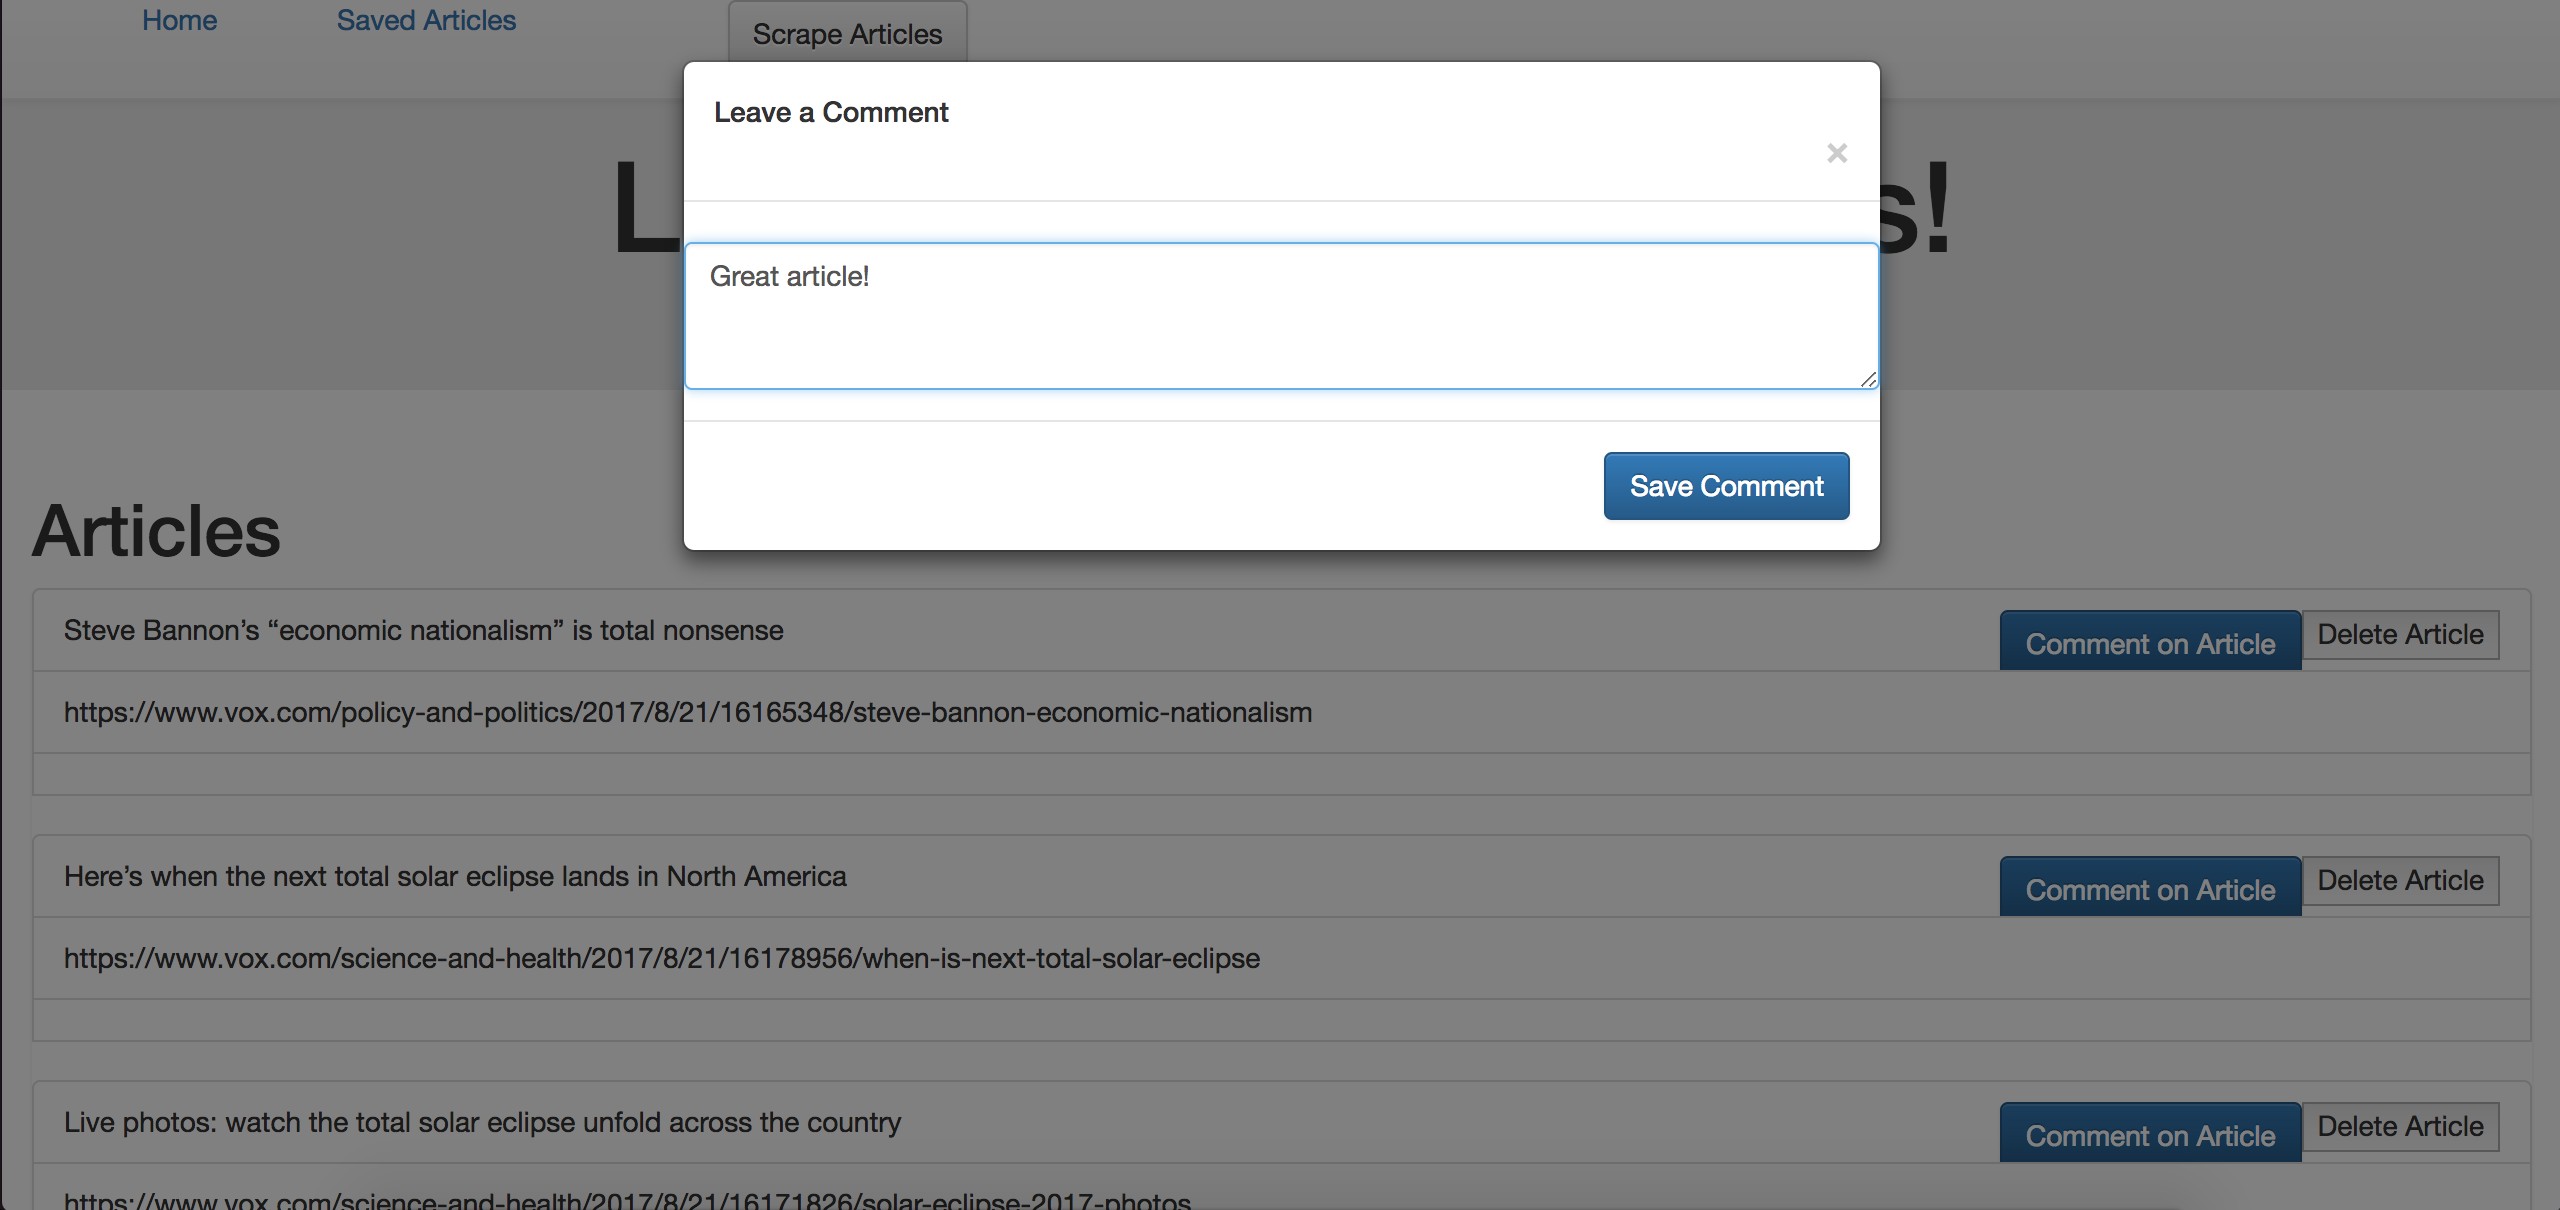 Home
Saved Articles
Scrape Articles
Leave a Comment
×
Great article!
Save Comment
Articles
Steve Bannon’s “economic nationalism” is total nonsense
Comment on Article
Delete Article
https://www.vox.com/policy-and-politics/2017/8/21/16165348/steve-bannon-economic-nationalism
Here’s when the next total solar eclipse lands in North America
Comment on Article
Delete Article
https://www.vox.com/science-and-health/2017/8/21/16178956/when-is-next-total-solar-eclipse
Live photos: watch the total solar eclipse unfold across the country
Comment on Article
Delete Article
https://www.vox.com/science-and-health/2017/8/21/16171826/solar-eclipse-2017-photos